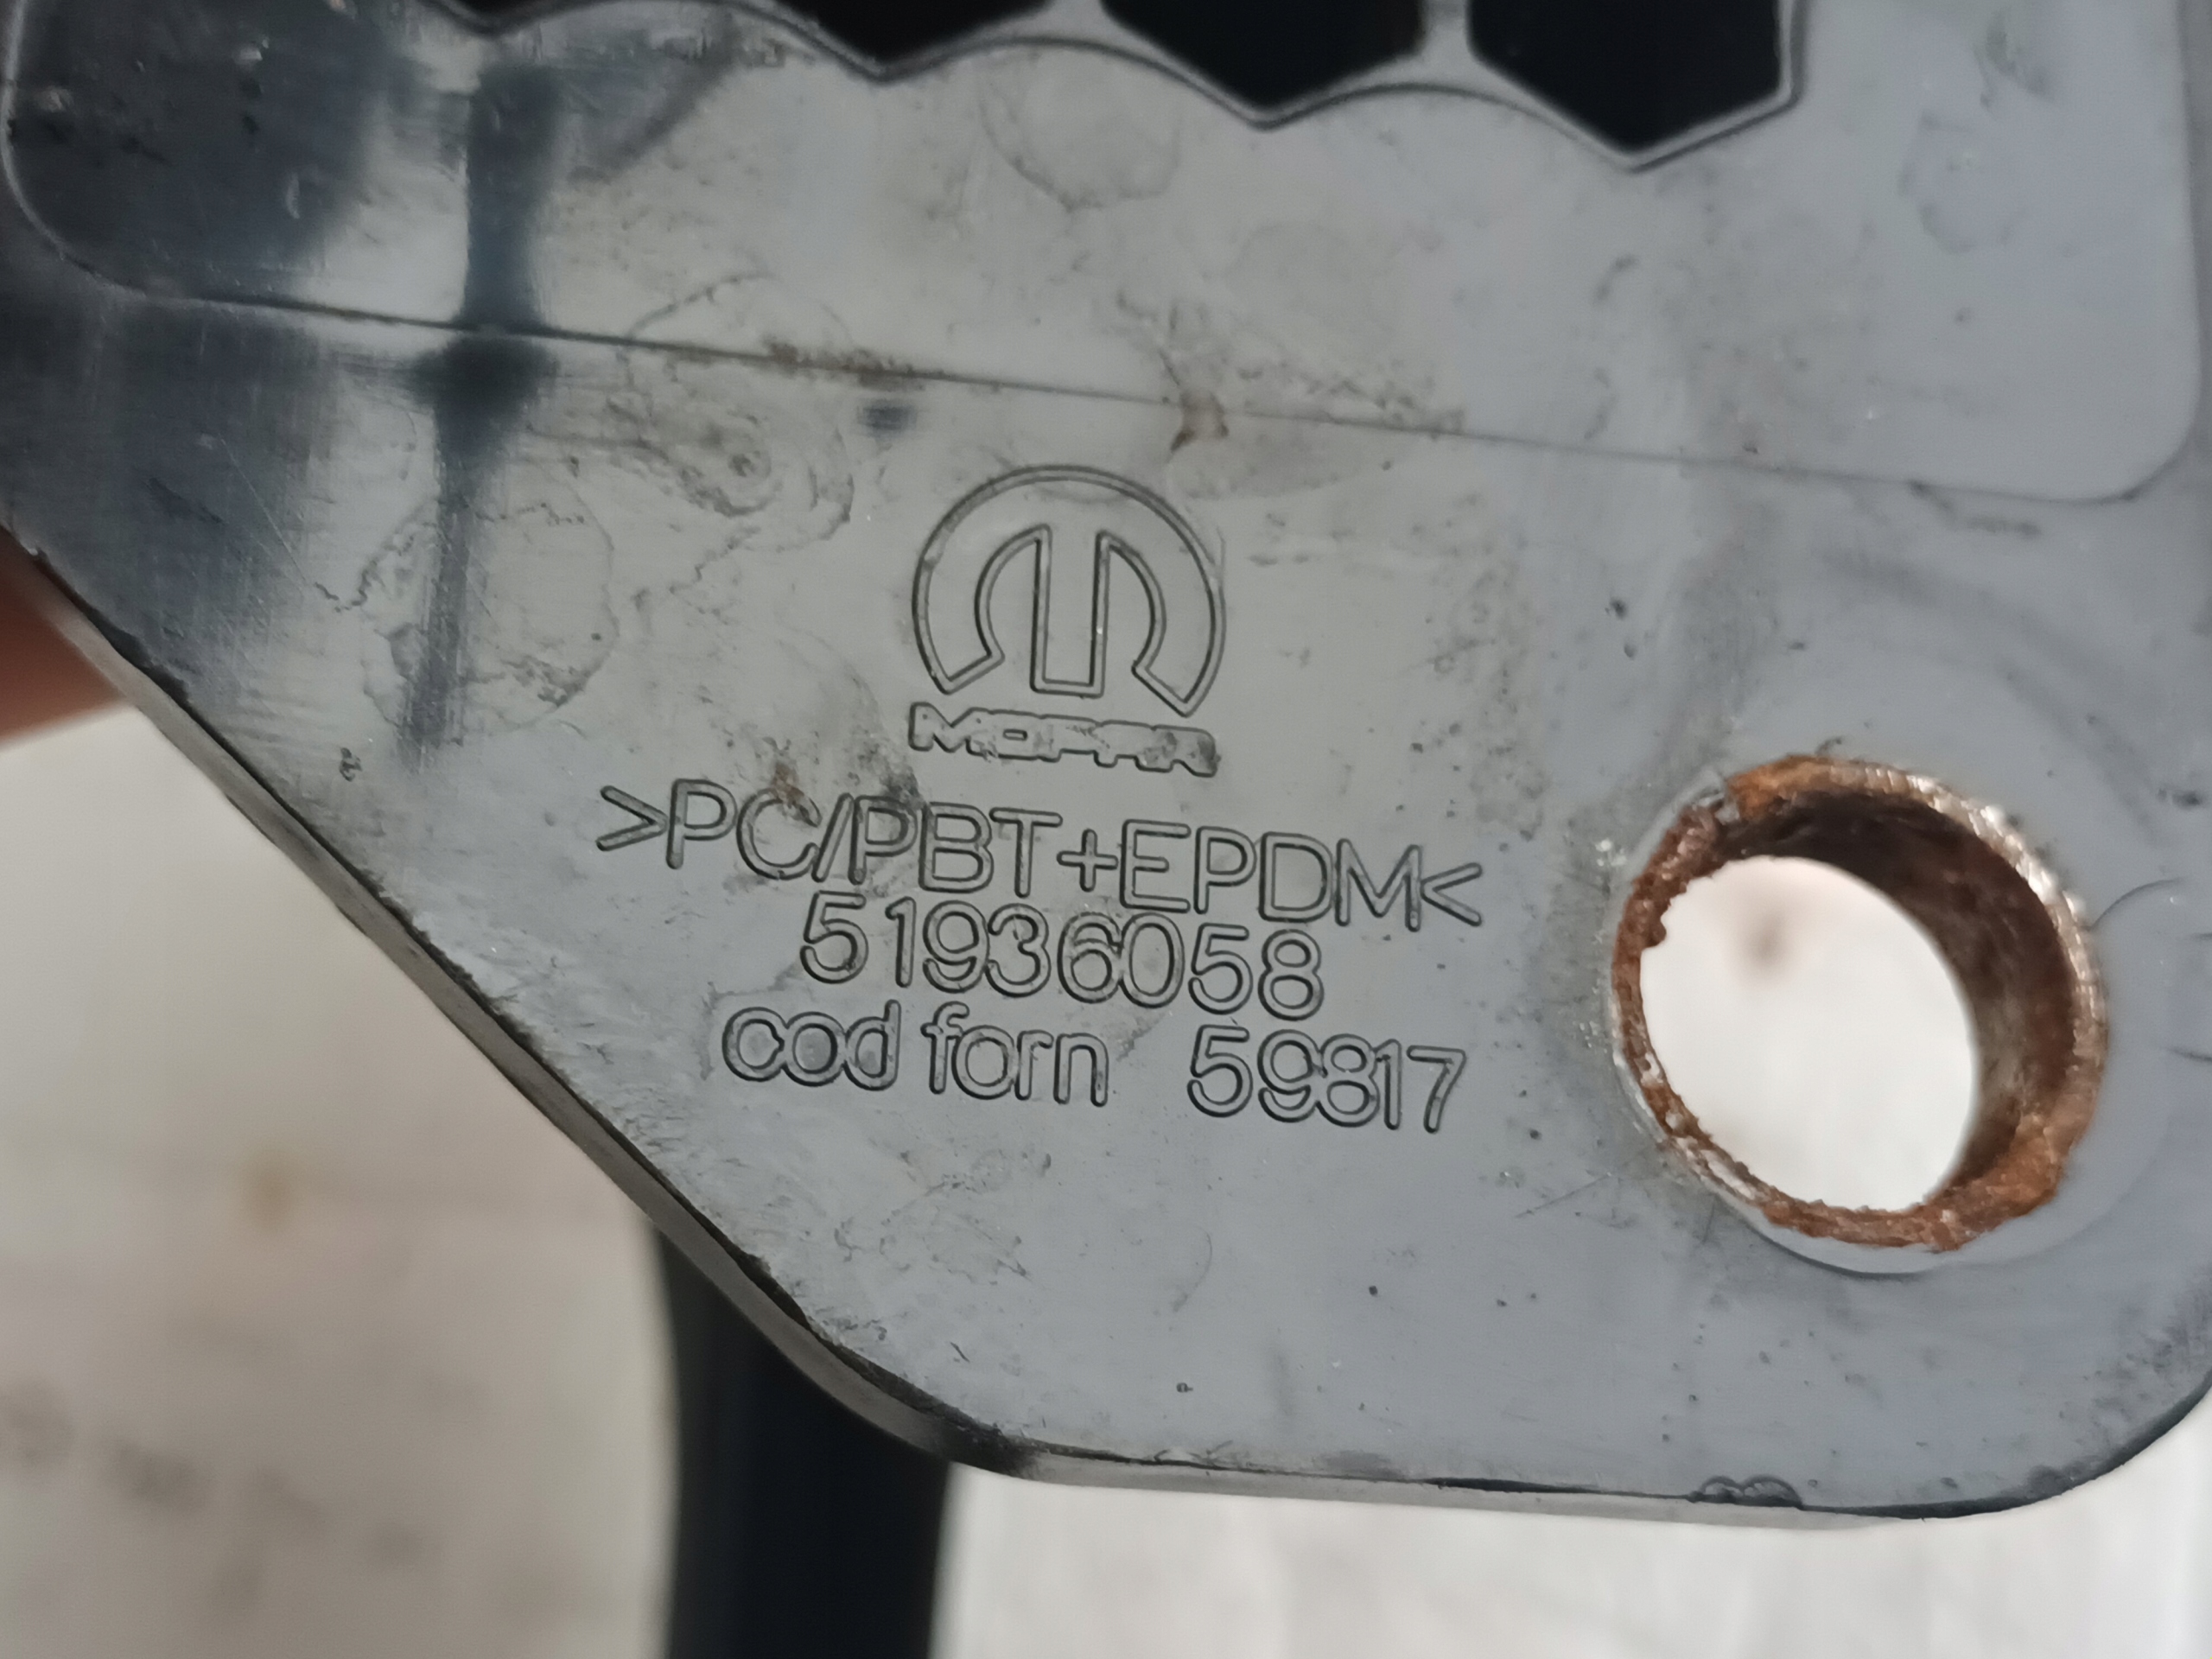 MOPAR
>PC/PBT+EPDM<
51936058
cod forn 59817